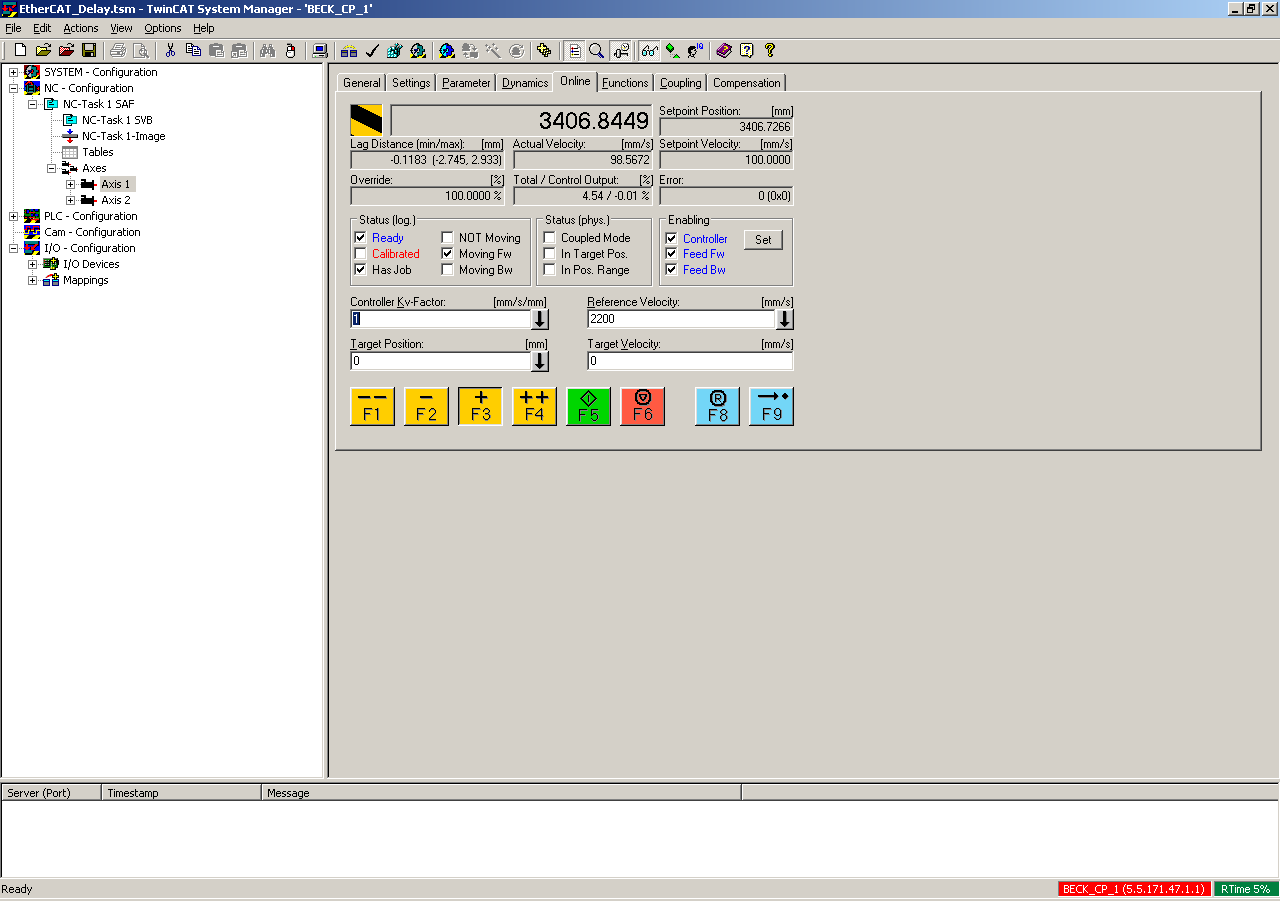 EtherCAT_Delay.tsm - TwinCAT System Manager - 'BECK_CP_1'
File Edit Actions View Options Help
SYSTEM - Configuration
NC - Configuration
NC-Task 1 SAF
NC-Task 1 SVB
NC-Task 1-Image
Tables
Axes
Axis 1
Axis 2
PLC - Configuration
Cam - Configuration
I/O - Configuration
I/O Devices
Mappings
General Settings Parameter Dynamics Online Functions Coupling Compensation
3406.8449
Setpoint Position: [mm]
3406.7266
Lag Distance (min/max): [mm] Actual Velocity: [mm/s] Setpoint Velocity: [mm/s]
-0.1183 (-2.745, 2.933) 98.5672 100.0000
Override: [%] Total / Control Output: [%] Error:
100.0000 % 4.54 / -0.01 % 0 (0x0)
Status (log.) Status (phys.) Enabling
Ready NOT Moving Coupled Mode Controller Set
Calibrated Moving Fw In Target Pos. Feed Fw
Has Job Moving Bw In Pos. Range Feed Bw
Controller Kv-Factor: [mm/s/mm] Reference Velocity: [mm/s]
1 2200
Target Position: [mm] Target Velocity: [mm/s]
0 0
-- - + ++ R
F1 F2 F3 F4 F5 F6 F8 F9
Server (Port) Timestamp Message
Ready BECK_CP_1 (5.5.171.47.1.1) RTime 5%